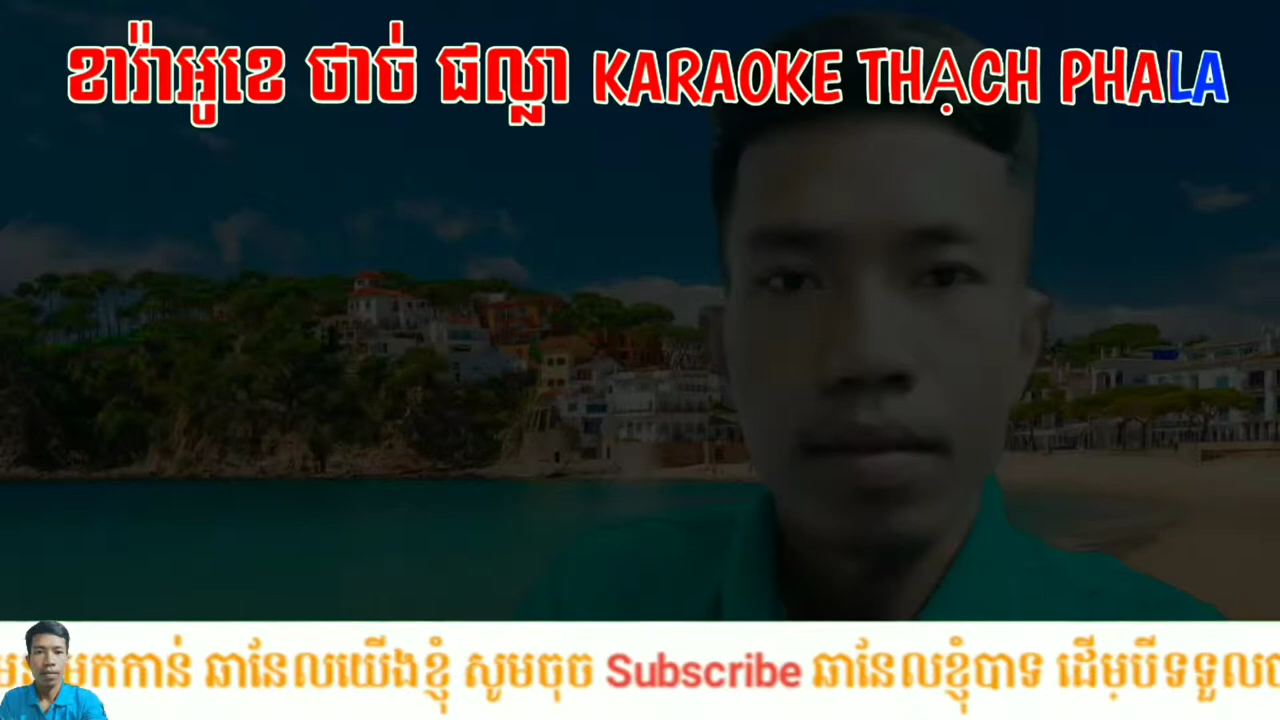 ខារ៉ាអូខេ ថាច់ ផល្លា KARAOKE THẠCH PHALA
មកកាន់ ឆានែលយើងខ្ញុំ សូមចុច Subscribe ឆានែលខ្ញុំបាទ ដើម្បីទទួល